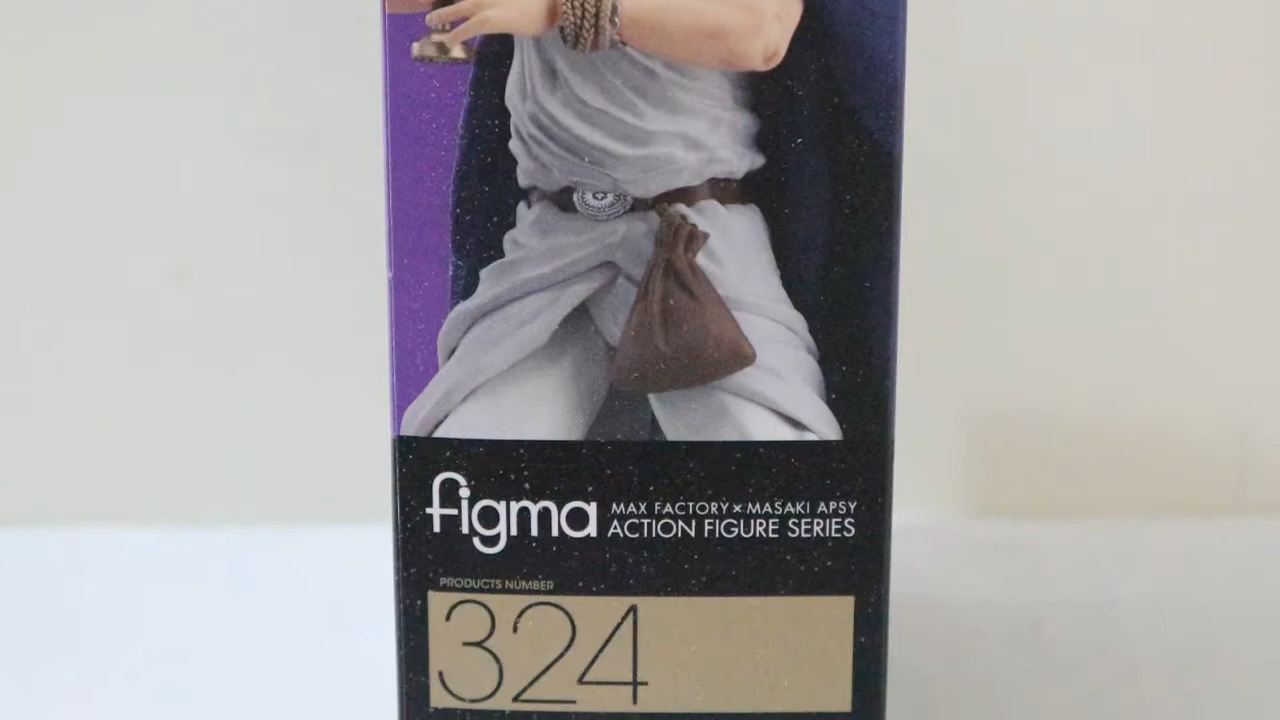 figma
MAX FACTORY×MASAKI APSY
ACTION FIGURE SERIES
PRODUCTS NUMBER
324